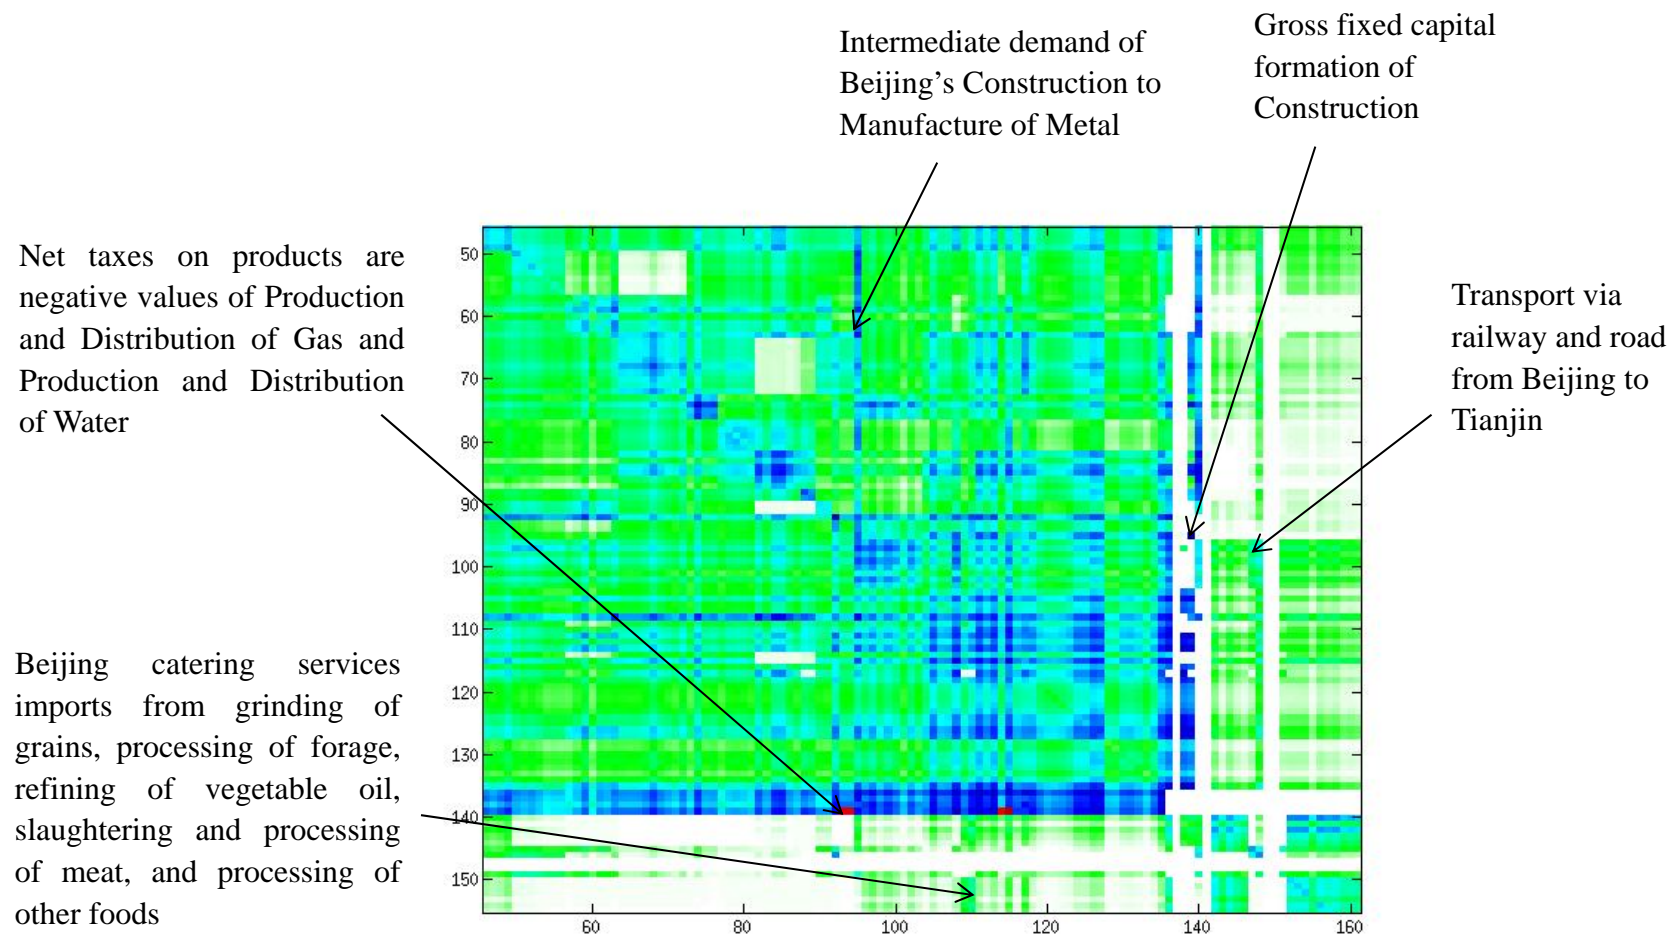 Intermediate demand of
Beijing’s Construction to
Manufacture of Metal
Gross fixed capital
formation of
Construction
Net taxes on products are
negative values of Production
and Distribution of Gas and
Production and Distribution
of Water
Transport via
railway and road
from Beijing to
Tianjin
Beijing catering services
imports from grinding of
grains, processing of forage,
refining of vegetable oil,
slaughtering and processing
of meat, and processing of
other foods
50
60
70
80
90
100
110
120
130
140
150
60 80 100 120 140 160